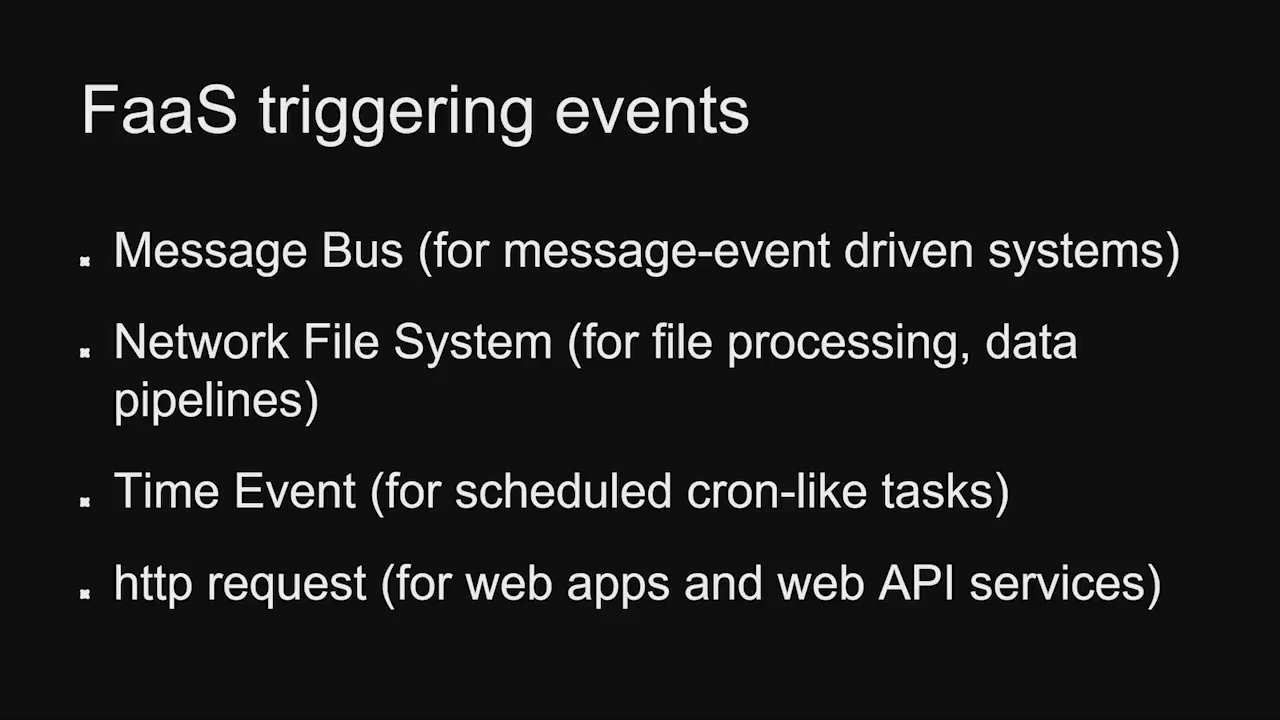 FaaS triggering events
Message Bus (for message-event driven systems)
Network File System (for file processing, data
pipelines)
Time Event (for scheduled cron-like tasks)
http request (for web apps and web API services)